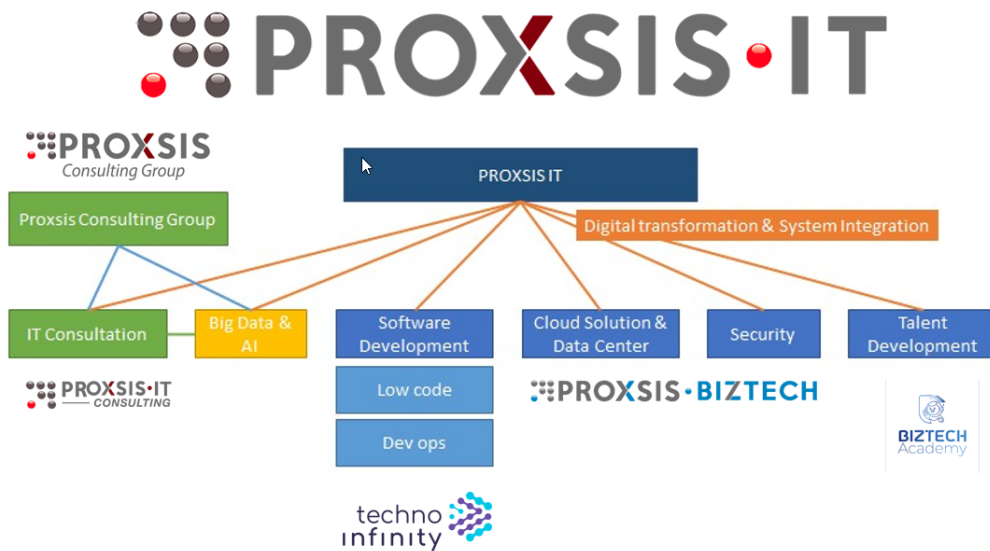 PROXSIS·IT
PROXSIS
Consulting Group
PROXSIS IT
Proxsis Consulting Group
Digital transformation & System Integration
IT Consultation
Big Data &
AI
Software
Development
Cloud Solution &
Data Center
Security
Talent
Development
PROXSIS·IT
CONSULTING
Low code
PROXSIS·BIZTECH
Dev ops
BIZTECH
Academy
techno
infinity